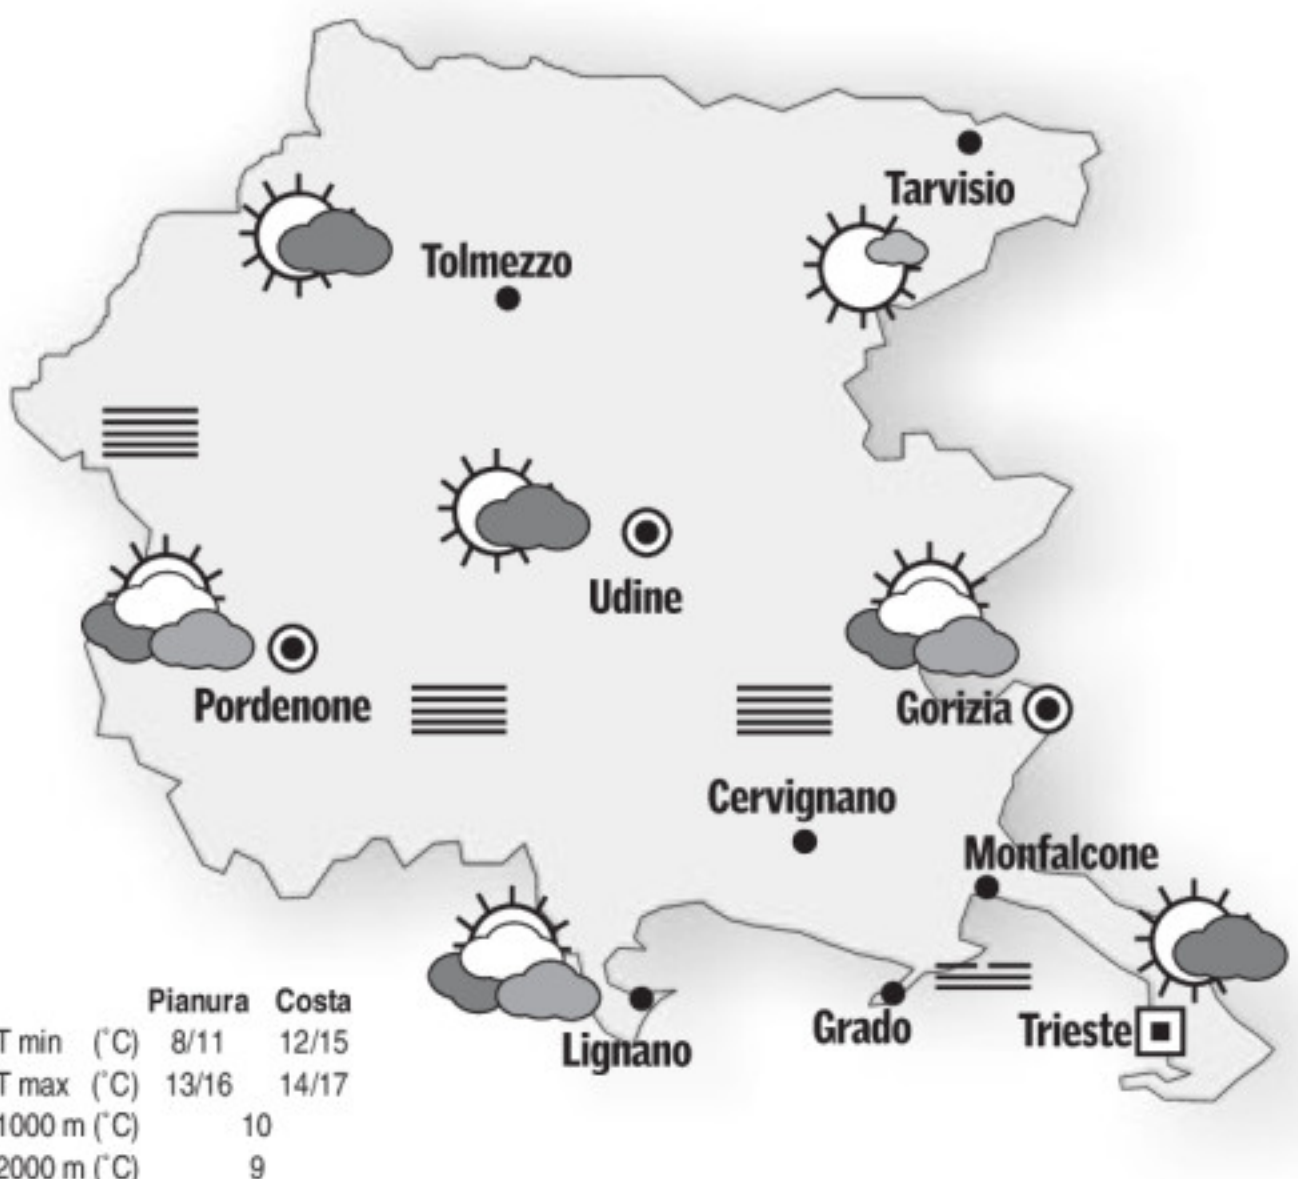 Tarvisio
Tolmezzo
Udine
Pordenone
Gorizia
Cervignano
Monfalcone
Pianura Costa
T min (°C) 8/11 12/15
T max (°C) 13/16 14/17
1000 m (°C) 10
2000 m (°C) 9
Lignano
Grado
Trieste